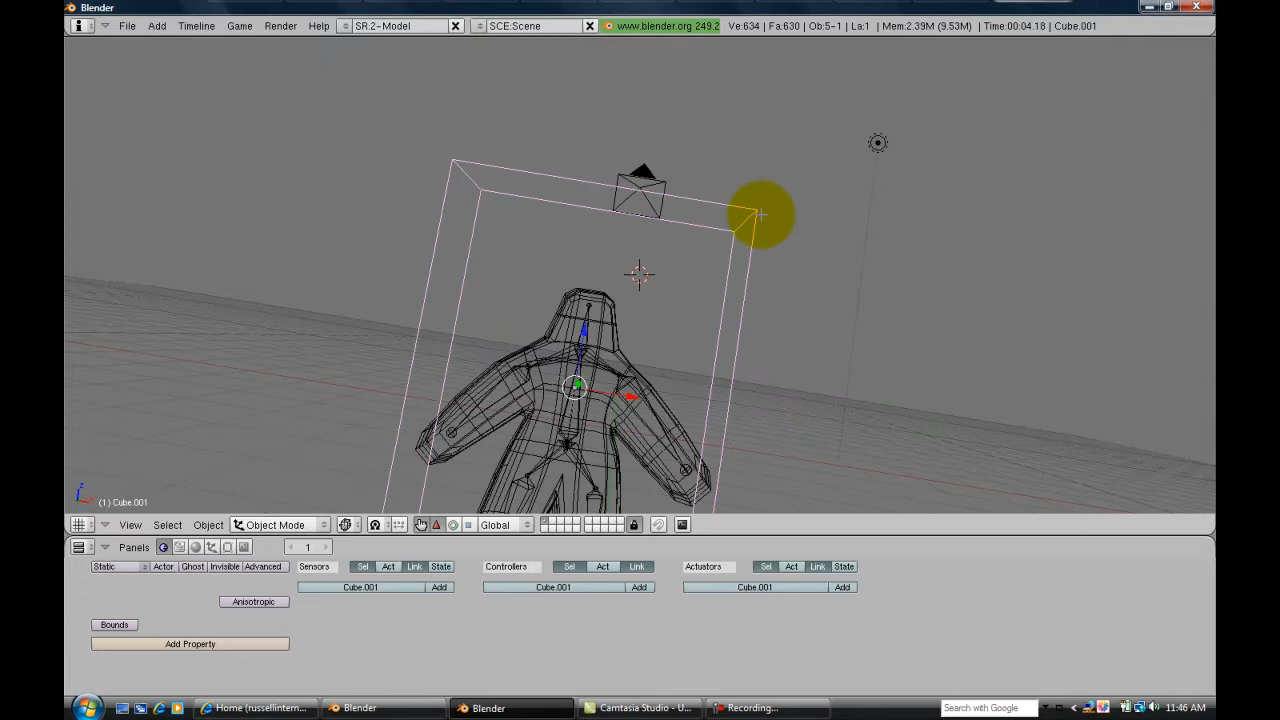 Blender
File Add Timeline Game Render Help SR:2-Model SCE:Scene www.blender.org 249.2 Ve:634 | Fa:630 | Ob:5-1 | La:1 | Mem:2.39M (9.53M) | Time:00:04.18 | Cube.001
z
x
(1) Cube.001
View Select Object Object Mode Global
Panels 1
Static Actor Ghost Invisible Advanced Sensors Sel Act Link State Controllers Sel Act Link Actuators Sel Act Link State
Cube.001 Add Cube.001 Add Cube.001 Add
Anisotropic
Bounds
Add Property
Home (russellintern... Blender Blender Camtasia Studio - U... Recording... Search with Google 11:46 AM